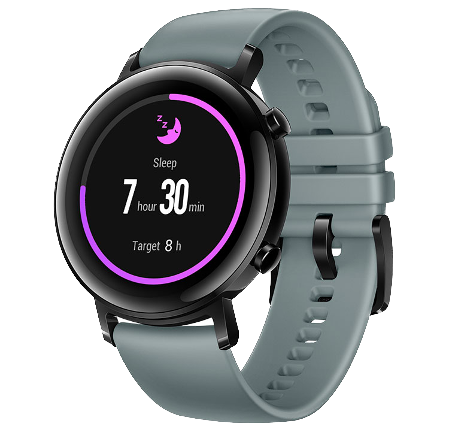 z z
Sleep
7 hour 30 min
Target 8 h